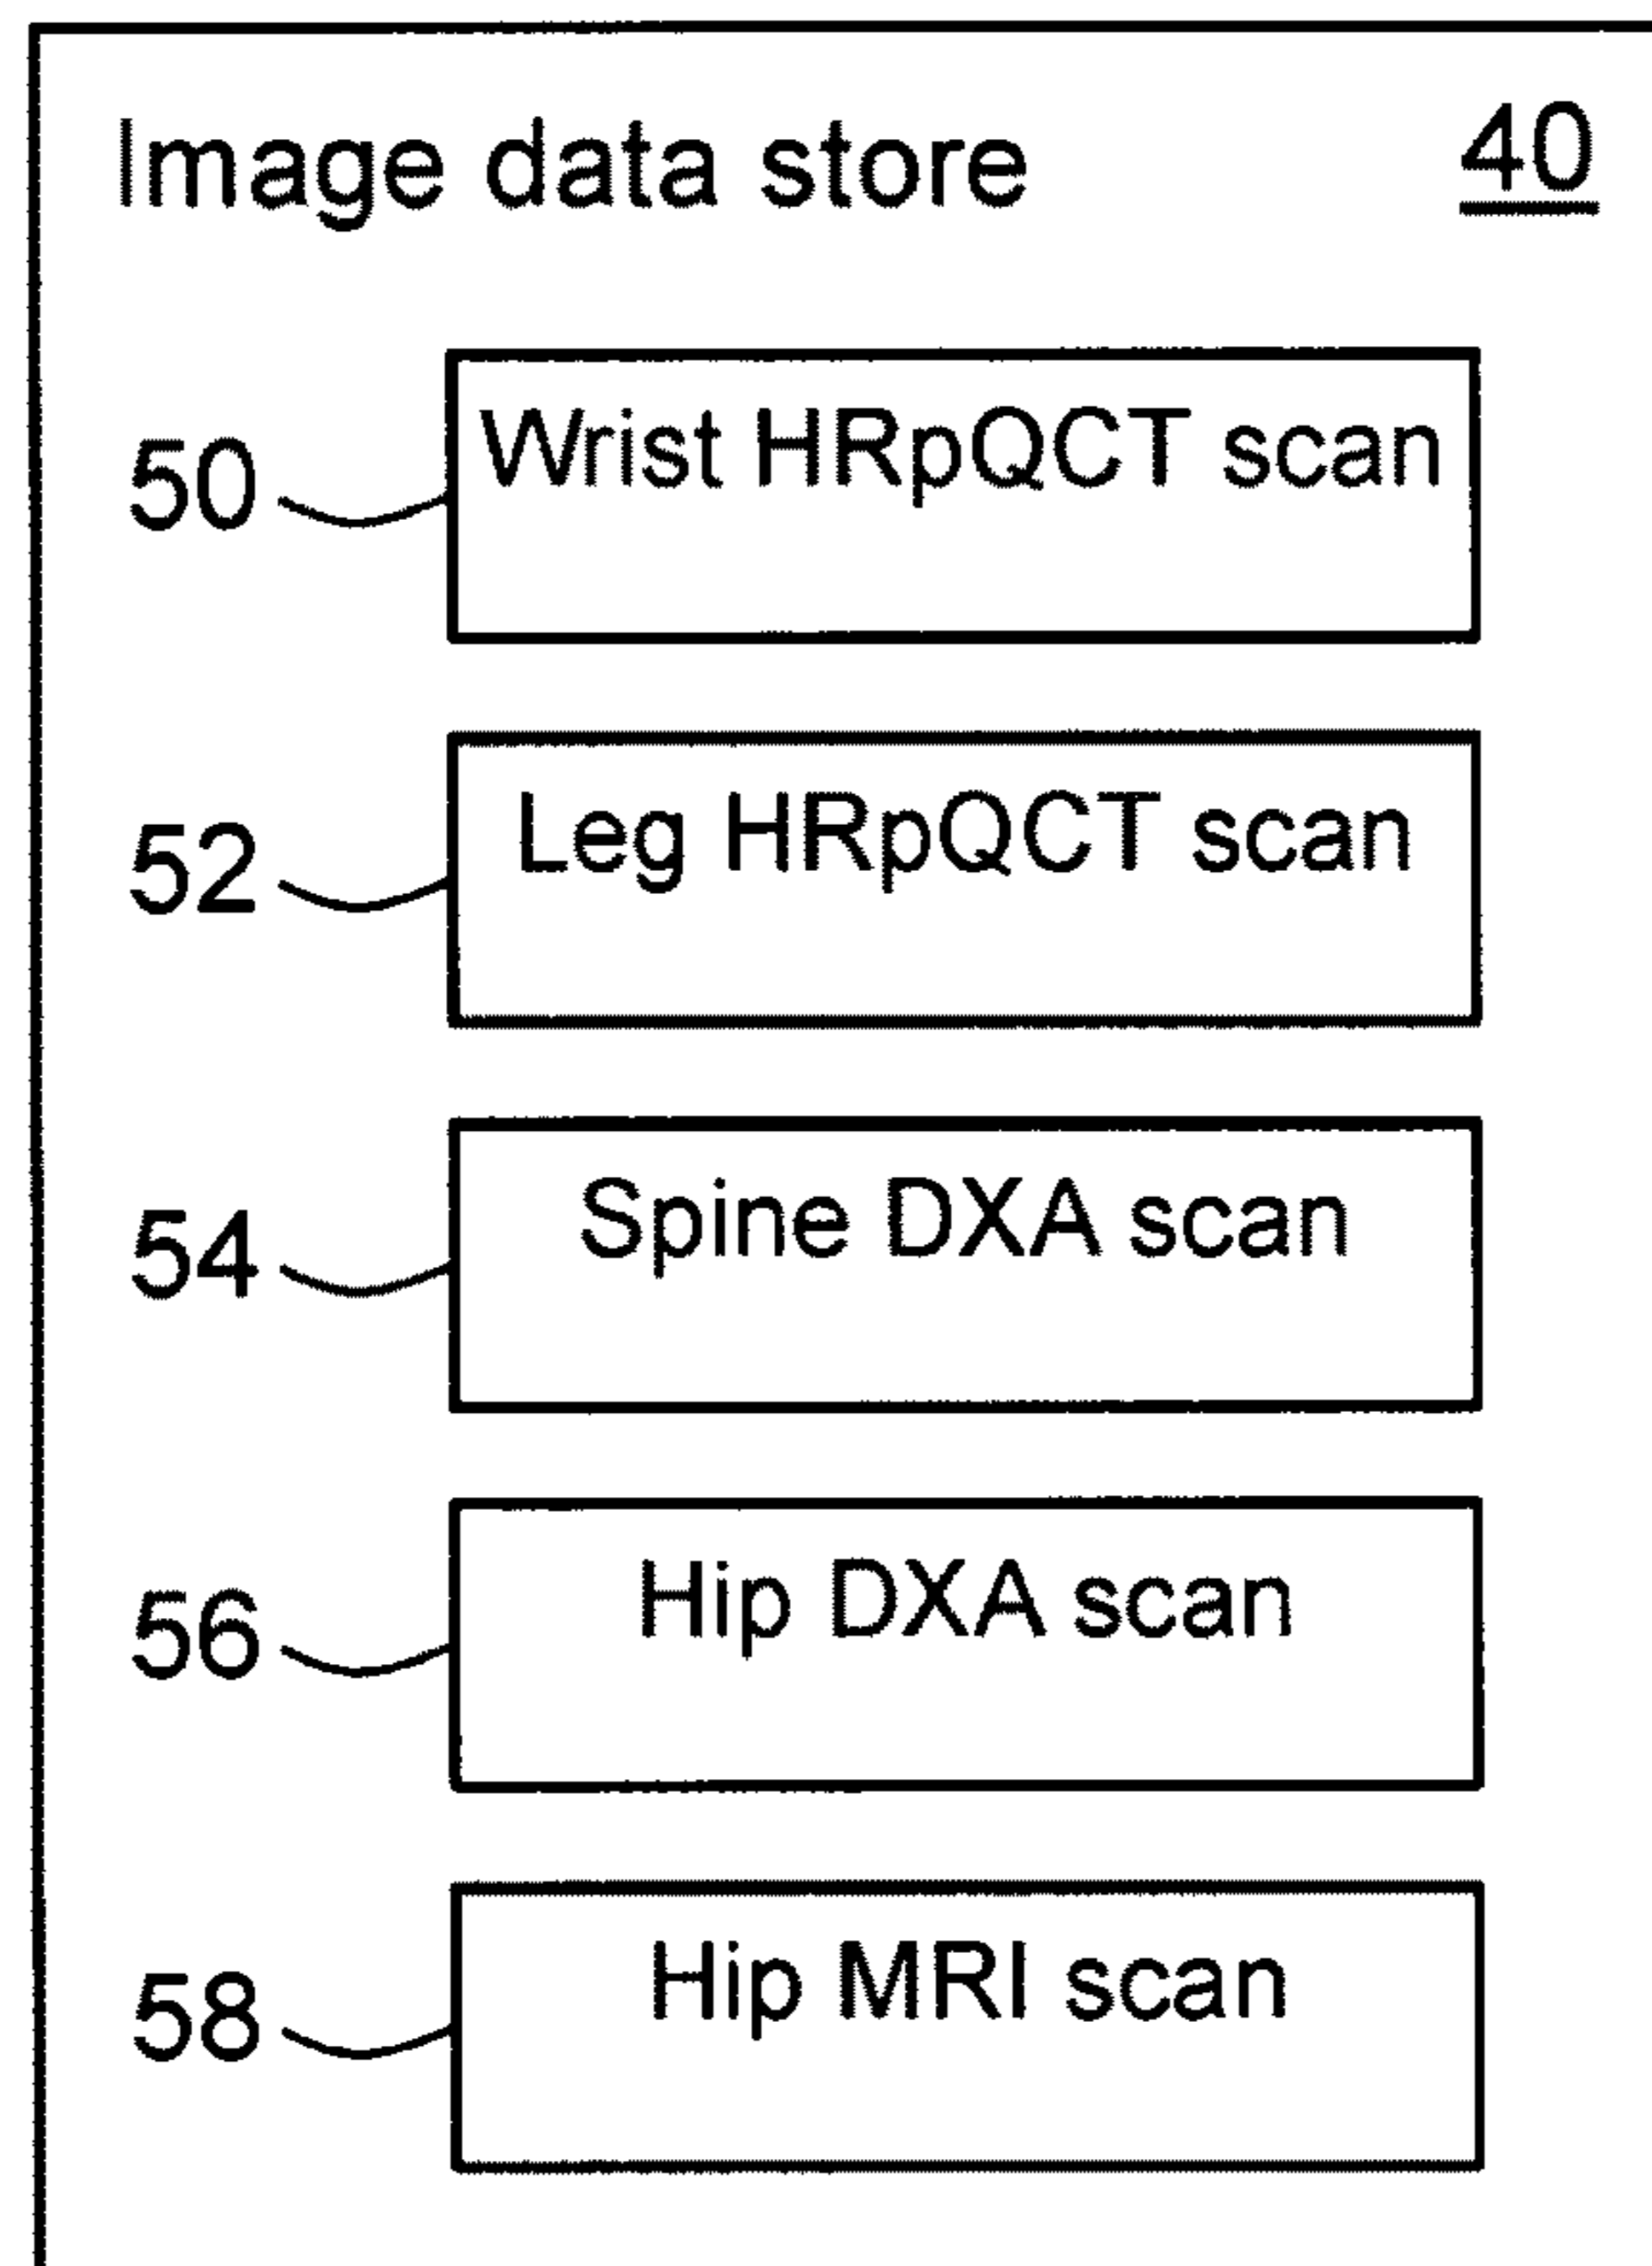 Image data store 40
50 Wrist HRpQCT scan
52 Leg HRpQCT scan
54 Spine DXA scan
56 Hip DXA scan
58 Hip MRI scan